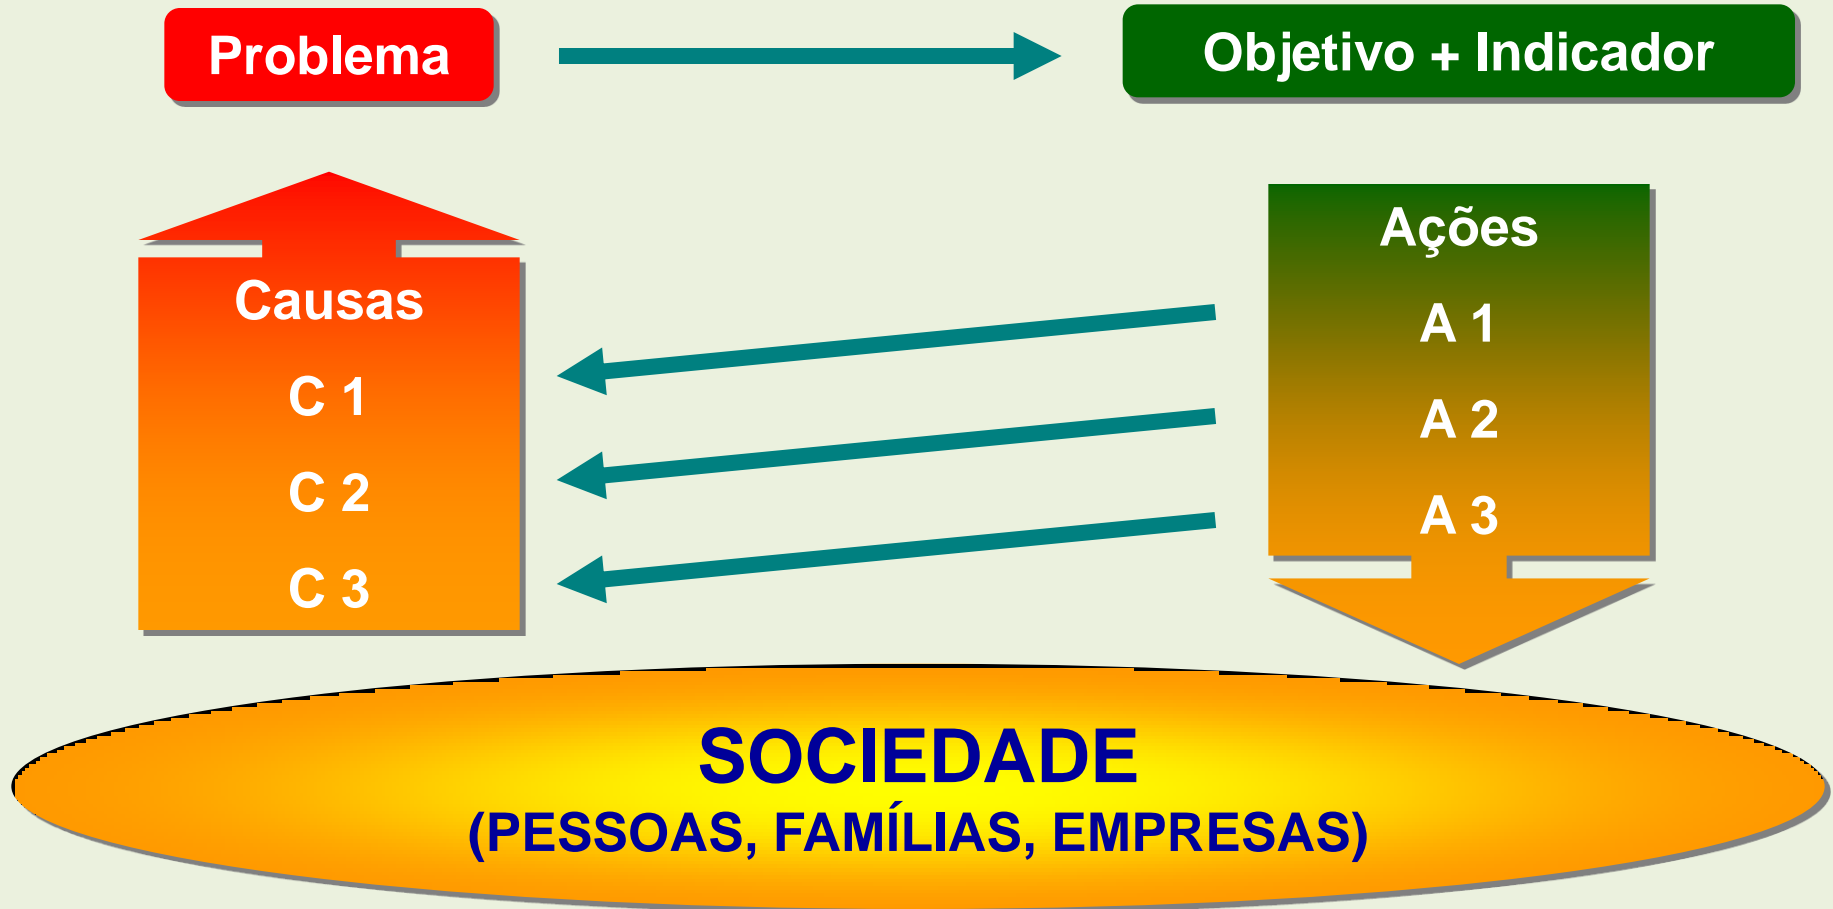 Problema
Objetivo + Indicador
Causas
C 1
C 2
C 3
Ações
A 1
A 2
A 3
SOCIEDADE
(PESSOAS, FAMÍLIAS, EMPRESAS)